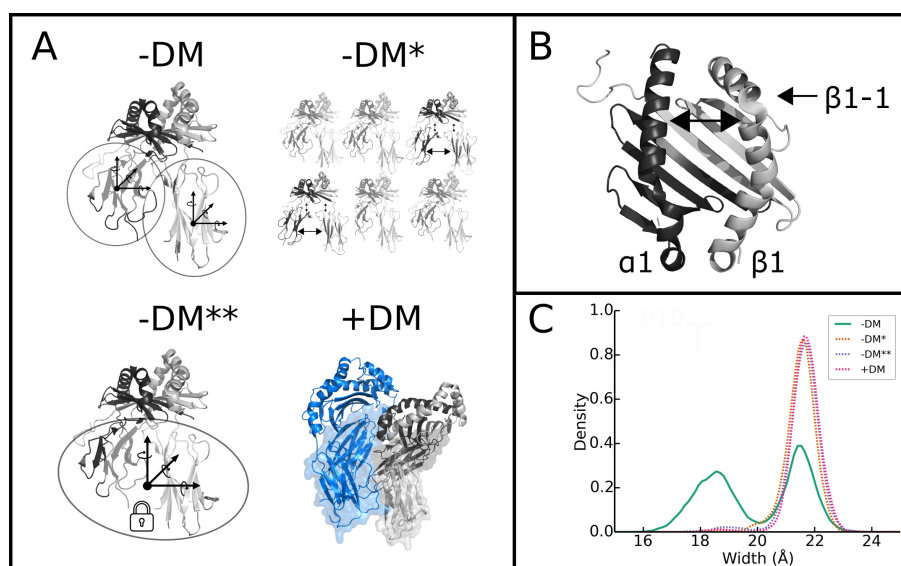 A
-DM
-DM*
-DM**
+DM
B
β1-1
α1
β1
C
1.0
0.8
0.6
0.4
0.2
0.0
Density
16
18
20
22
24
Width (Å)
-DM
-DM*
-DM**
+DM